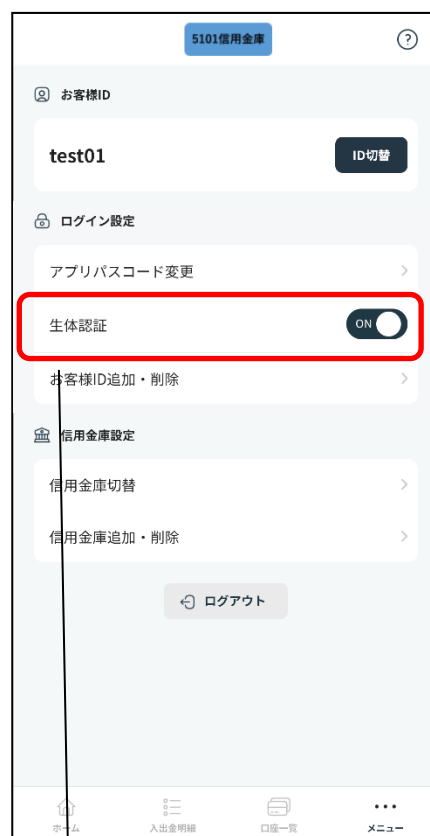 5101信用金庫
?
お客様ID
test01
ID切替
ログイン設定
アプリパスコード変更
生体認証
ON
お客様ID追加・削除
信用金庫設定
信用金庫切替
信用金庫追加・削除
ログアウト
ホーム
入出金明細
口座一覧
メニュー